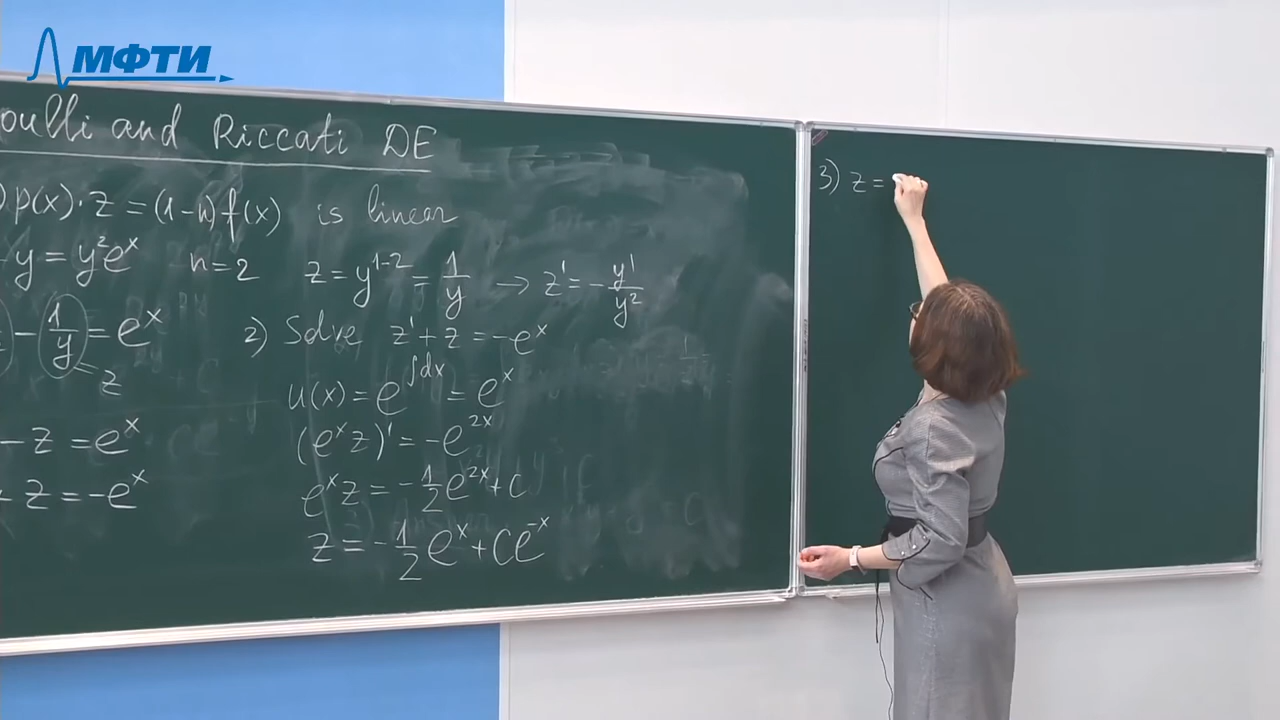 МФТИ
oulli and Riccati DE
)p(x)·z = (1-n)f(x) is linear
y = y²eˣ n=2 z = y¹⁻² = 1/y → z' = - y'/y²
- 1/y = eˣ
= z
2) Solve z' + z = -eˣ
u(x) = e^∫dx = eˣ
- z = eˣ
(eˣz)' = -e²ˣ
+ z = -eˣ
eˣz = -1/2 e²ˣ + c
z = -1/2 eˣ + Ce⁻ˣ
3) z =